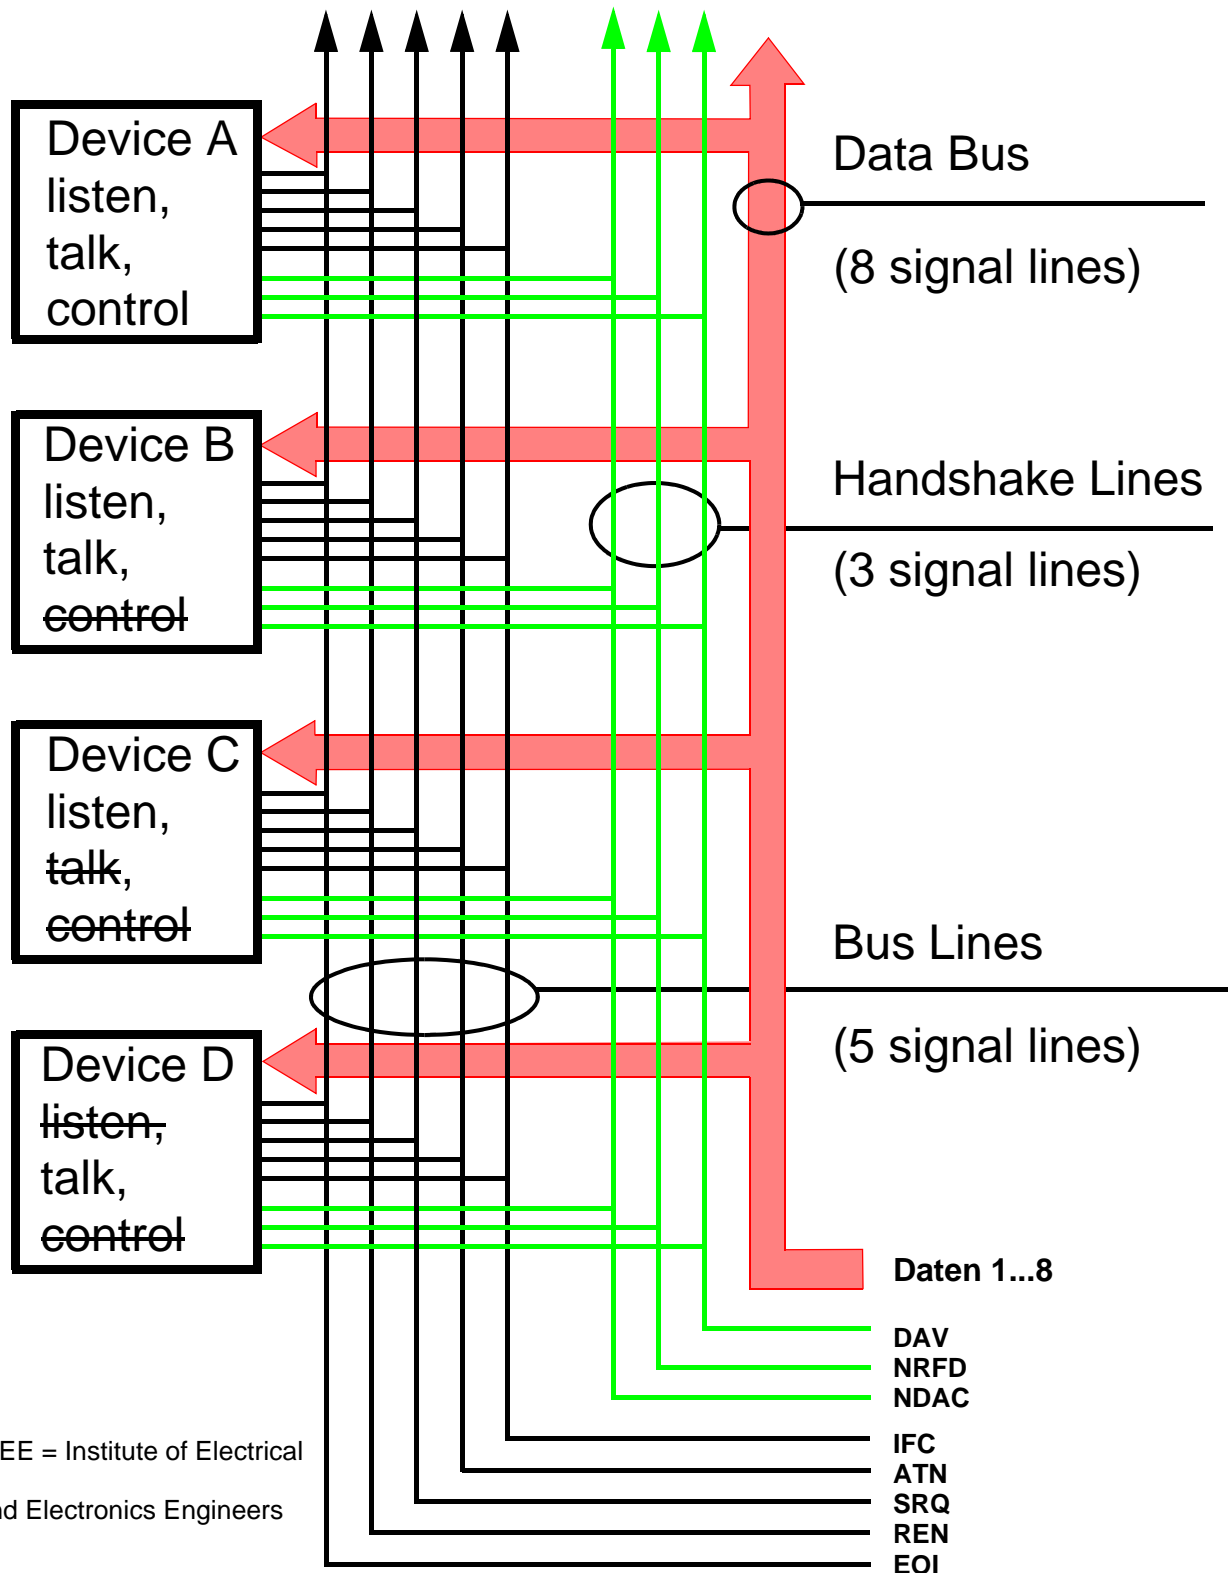 Device A
listen,
talk,
control
Data Bus
(8 signal lines)
Device B
listen,
talk,
control
Handshake Lines
(3 signal lines)
Device C
listen,
talk,
control
Bus Lines
(5 signal lines)
Device D
listen,
talk,
control
Daten 1...8
DAV
NRFD
NDAC
IFC
ATN
SRQ
REN
EOI
EE = Institute of Electrical
nd Electronics Engineers